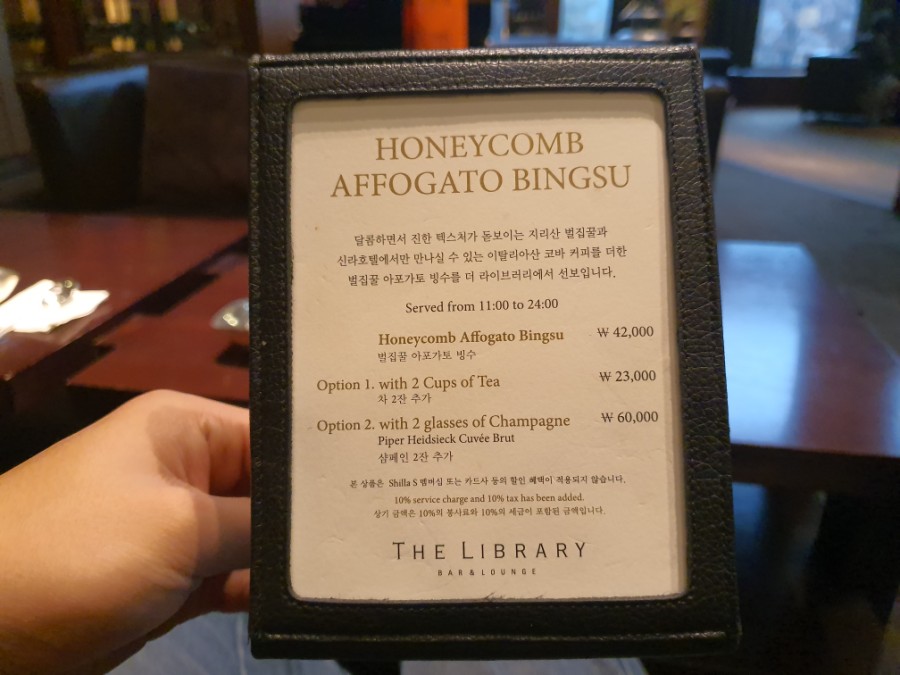 HONEYCOMB
AFFOGATO BINGSU
달콤하면서 진한 텍스처가 돋보이는 지리산 벌집꿀과
신라호텔에서만 만나실 수 있는 이탈리아산 코바 커피를 더한
벌집꿀 아포가토 빙수를 더 라이브러리에서 선보입니다.
Served from 11:00 to 24:00
Honeycomb Affogato Bingsu ₩ 42,000
벌집꿀 아포가토 빙수
Option 1. with 2 Cups of Tea ₩ 23,000
차 2잔 추가
Option 2. with 2 glasses of Champagne ₩ 60,000
Piper Heidsieck Cuvée Brut
샴페인 2잔 추가
본 상품은 Shilla S 멤버십 또는 카드사 등의 할인 혜택이 적용되지 않습니다.
10% service charge and 10% tax has been added.
상기 금액은 10%의 봉사료와 10%의 세금이 포함된 금액입니다.
THE LIBRARY
BAR & LOUNGE